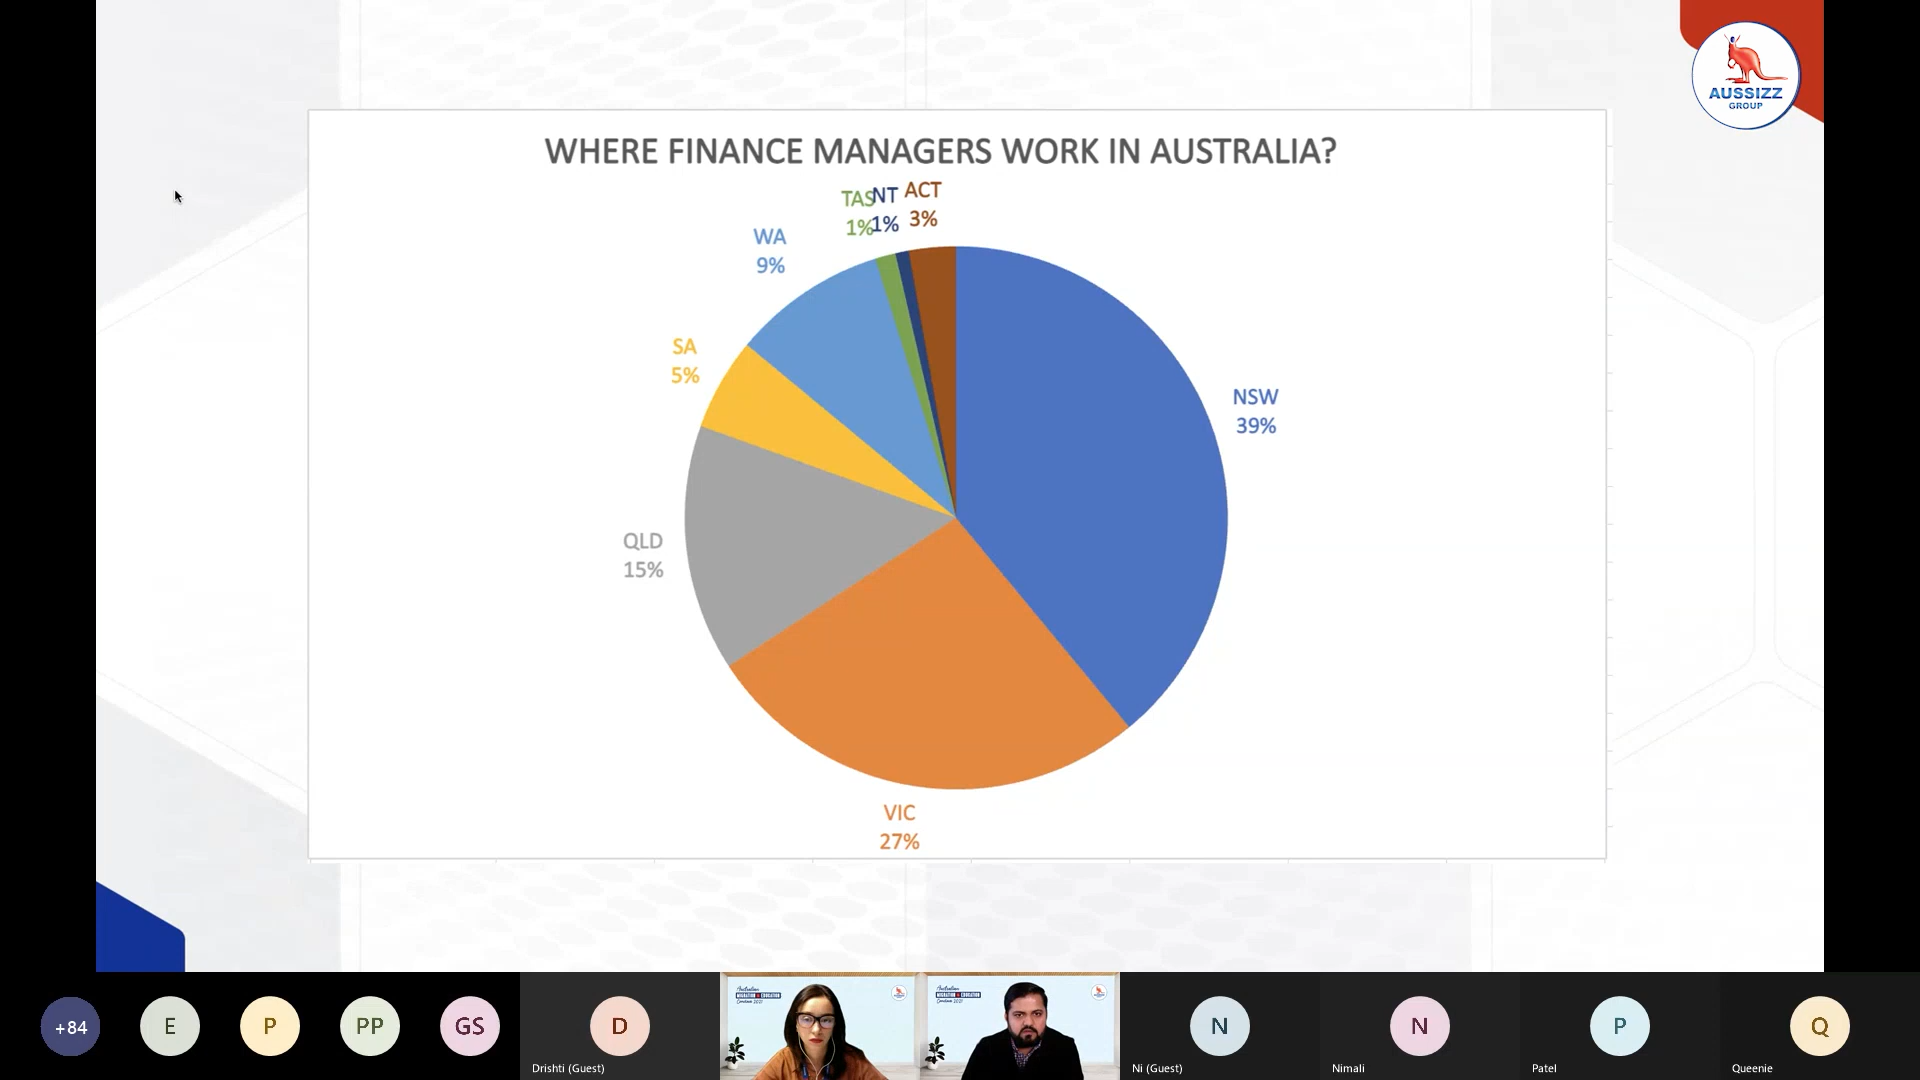 AUSSIZZ
GROUP
WHERE FINANCE MANAGERS WORK IN AUSTRALIA?
TAS
1%
NT
1%
ACT
3%
WA
9%
SA
5%
NSW
39%
QLD
15%
VIC
27%
+84
E
P
PP
GS
D
Drishti (Guest)
N
Ni (Guest)
N
Nimali
P
Patel
Q
Queenie